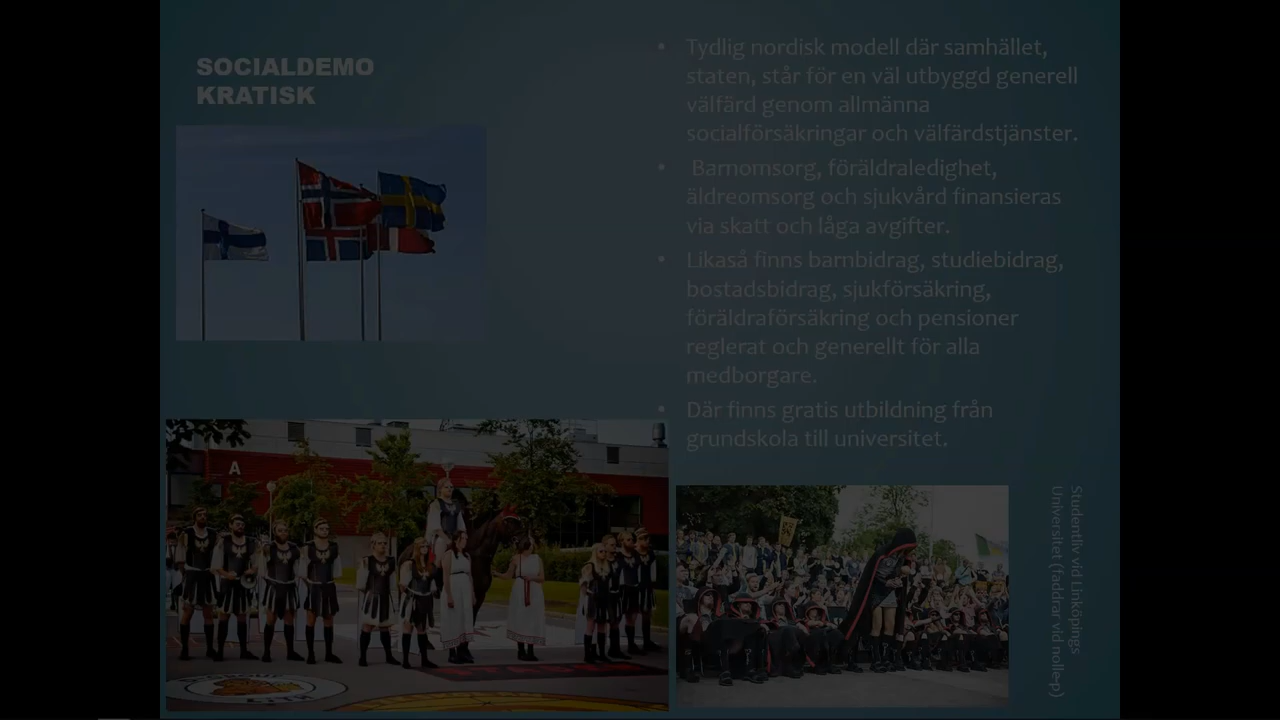 SOCIALDEMO
KRATISK
• Tydlig nordisk modell där samhället,
staten, står för en väl utbyggd generell
välfärd genom allmänna
socialförsäkringar och välfärdstjänster.
• Barnomsorg, föräldraledighet,
äldreomsorg och sjukvård finansieras
via skatt och låga avgifter.
• Likaså finns barnbidrag, studiebidrag,
bostadsbidrag, sjukförsäkring,
föräldraförsäkring och pensioner
reglerat och generellt för alla
medborgare.
• Där finns gratis utbildning från
grundskola till universitet.
A
Studentliv vid Linköpings
Universitet (faddrar vid nolle-p)